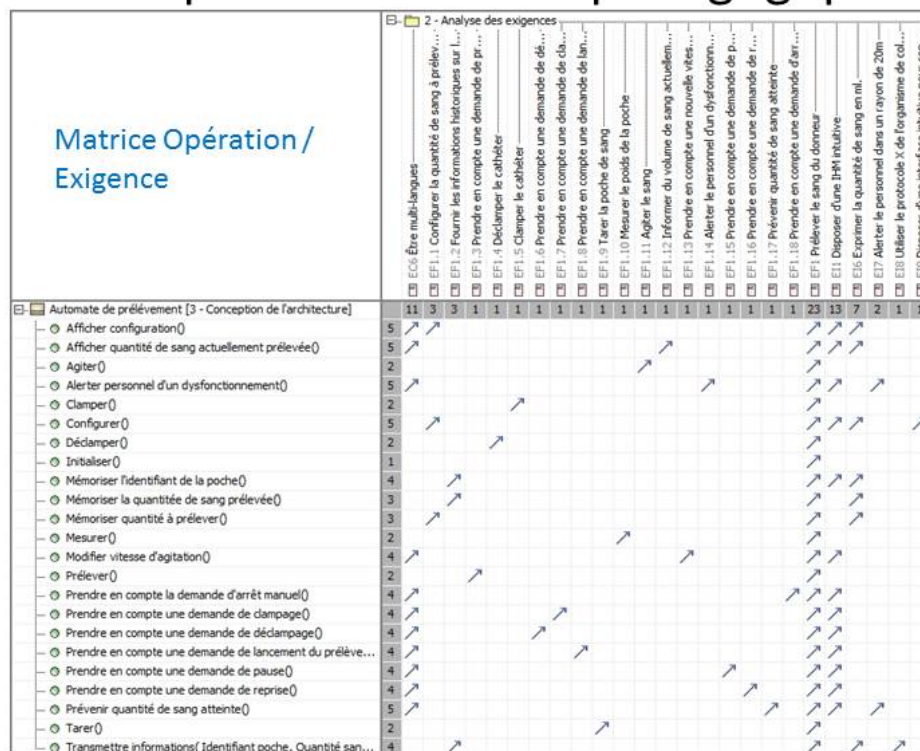 2 - Analyse des exigences
Matrice Opération /
Exigence
EC6 Être multi-langues
EF1.1 Configurer la quantité de sang à prélev...
EF1.2 Fournir les informations historiques sur l...
EF1.3 Prendre en compte une demande de pr...
EF1.4 Déclamper le cathéter
EF1.5 Clamper le cathéter
EF1.6 Prendre en compte une demande de dé...
EF1.7 Prendre en compte une demande de cla...
EF1.8 Prendre en compte une demande de lan...
EF1.9 Tarer la poche de sang
EF1.10 Mesurer le poids de la poche
EF1.11 Agiter le sang
EF1.12 Informer du volume de sang actuellem...
EF1.13 Prendre en compte une nouvelle vites...
EF1.14 Alerter le personnel d'un dysfonctionn...
EF1.15 Prendre en compte une demande de p...
EF1.16 Prendre en compte une demande de r...
EF1.17 Prévenir quantité de sang atteinte
EF1.18 Prendre en compte une demande d'arr...
EF1 Prélever le sang du donneur
EI1 Disposer d'une IHM intuitive
EI6 Exprimer la quantité de sang en ml.
EI7 Alerter le personnel dans un rayon de 20m
EI8 Utiliser le protocole X de l'organisme de col...
Automate de prélévement [3 - Conception de l'architecture] 11 3 3 1 1 1 1 1 1 1 1 1 1 1 1 1 1 1 1 23 13 7 2 1 1
Afficher configuration() 5
Afficher quantité de sang actuellement prélevée() 5
Agiter() 2
Alerter personnel d'un dysfonctionnement() 5
Clamper() 2
Configurer() 5
Déclamper() 2
Initialiser() 1
Mémoriser l'identifiant de la poche() 4
Mémoriser la quantitée de sang prélevée() 3
Mémoriser quantité à prélever() 3
Mesurer() 2
Modifier vitesse d'agitation() 4
Prélever() 2
Prendre en compte la demande d'arrêt manuel() 4
Prendre en compte une demande de clampage() 4
Prendre en compte une demande de déclampage() 4
Prendre en compte une demande de lancement du prélève... 4
Prendre en compte une demande de pause() 4
Prendre en compte une demande de reprise() 4
Prévenir quantité de sang atteinte() 5
Tarer() 2
Transmettre informations( Identifiant poche, Quantité san... 4